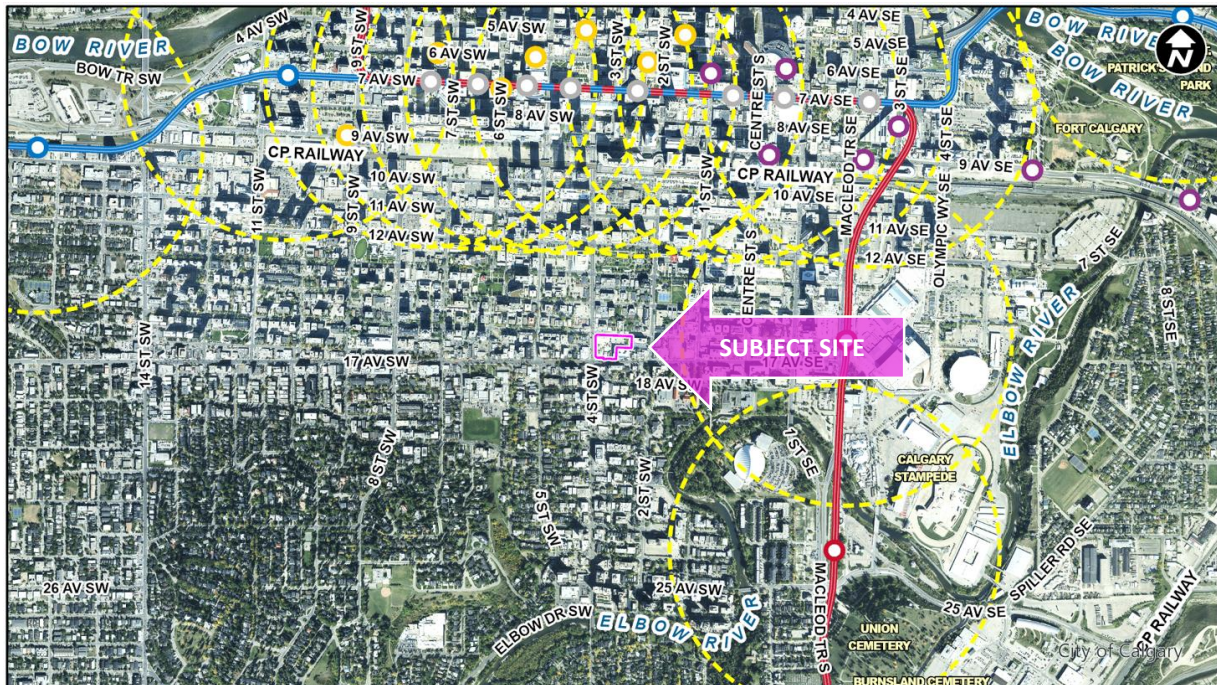 5 AV SW
4 AV SW
4 AV SE
3 ST SW
2 ST SW
9 ST SW
BOW RIVER
BOW RIVER
N
BOW TR SW
6 AV SW
5 AV SE
PATRICK'S
PARK
7 AV SW
6 AV SE
3 ST SE
BOW RIVER
7 ST SW
6 ST SW
CENTRE ST S
7 AV SE
8 AV SW
8 AV SE
4 ST SE
FORT CALGARY
9 AV SW
CP RAILWAY
9 AV SE
CP RAILWAY
10 AV SW
1 ST SW
10 AV SE
MACLEOD TR SE
OLYMPIC WY SE
11 ST SW
9 ST SW
11 AV SW
11 AV SE
12 AV SW
12 AV SE
7 ST SE
CENTRE ST S
8 ST SE
ELBOW RIVER
14 ST SW
SUBJECT SITE
17 AV SW
17 AV SE
4 ST SW
18 AV SW
8 ST SW
1 ST SE
CALGARY
STAMPEDE
5 ST SW
2 ST SW
SPILLER RD SE
26 AV SW
25 AV SW
25 AV SE
MACLEOD TR S
CP RAILWAY
ELBOW DR SW
ELBOW RIVER
UNION
CEMETERY
City of Calgary
BURNSLAND CEMETERY